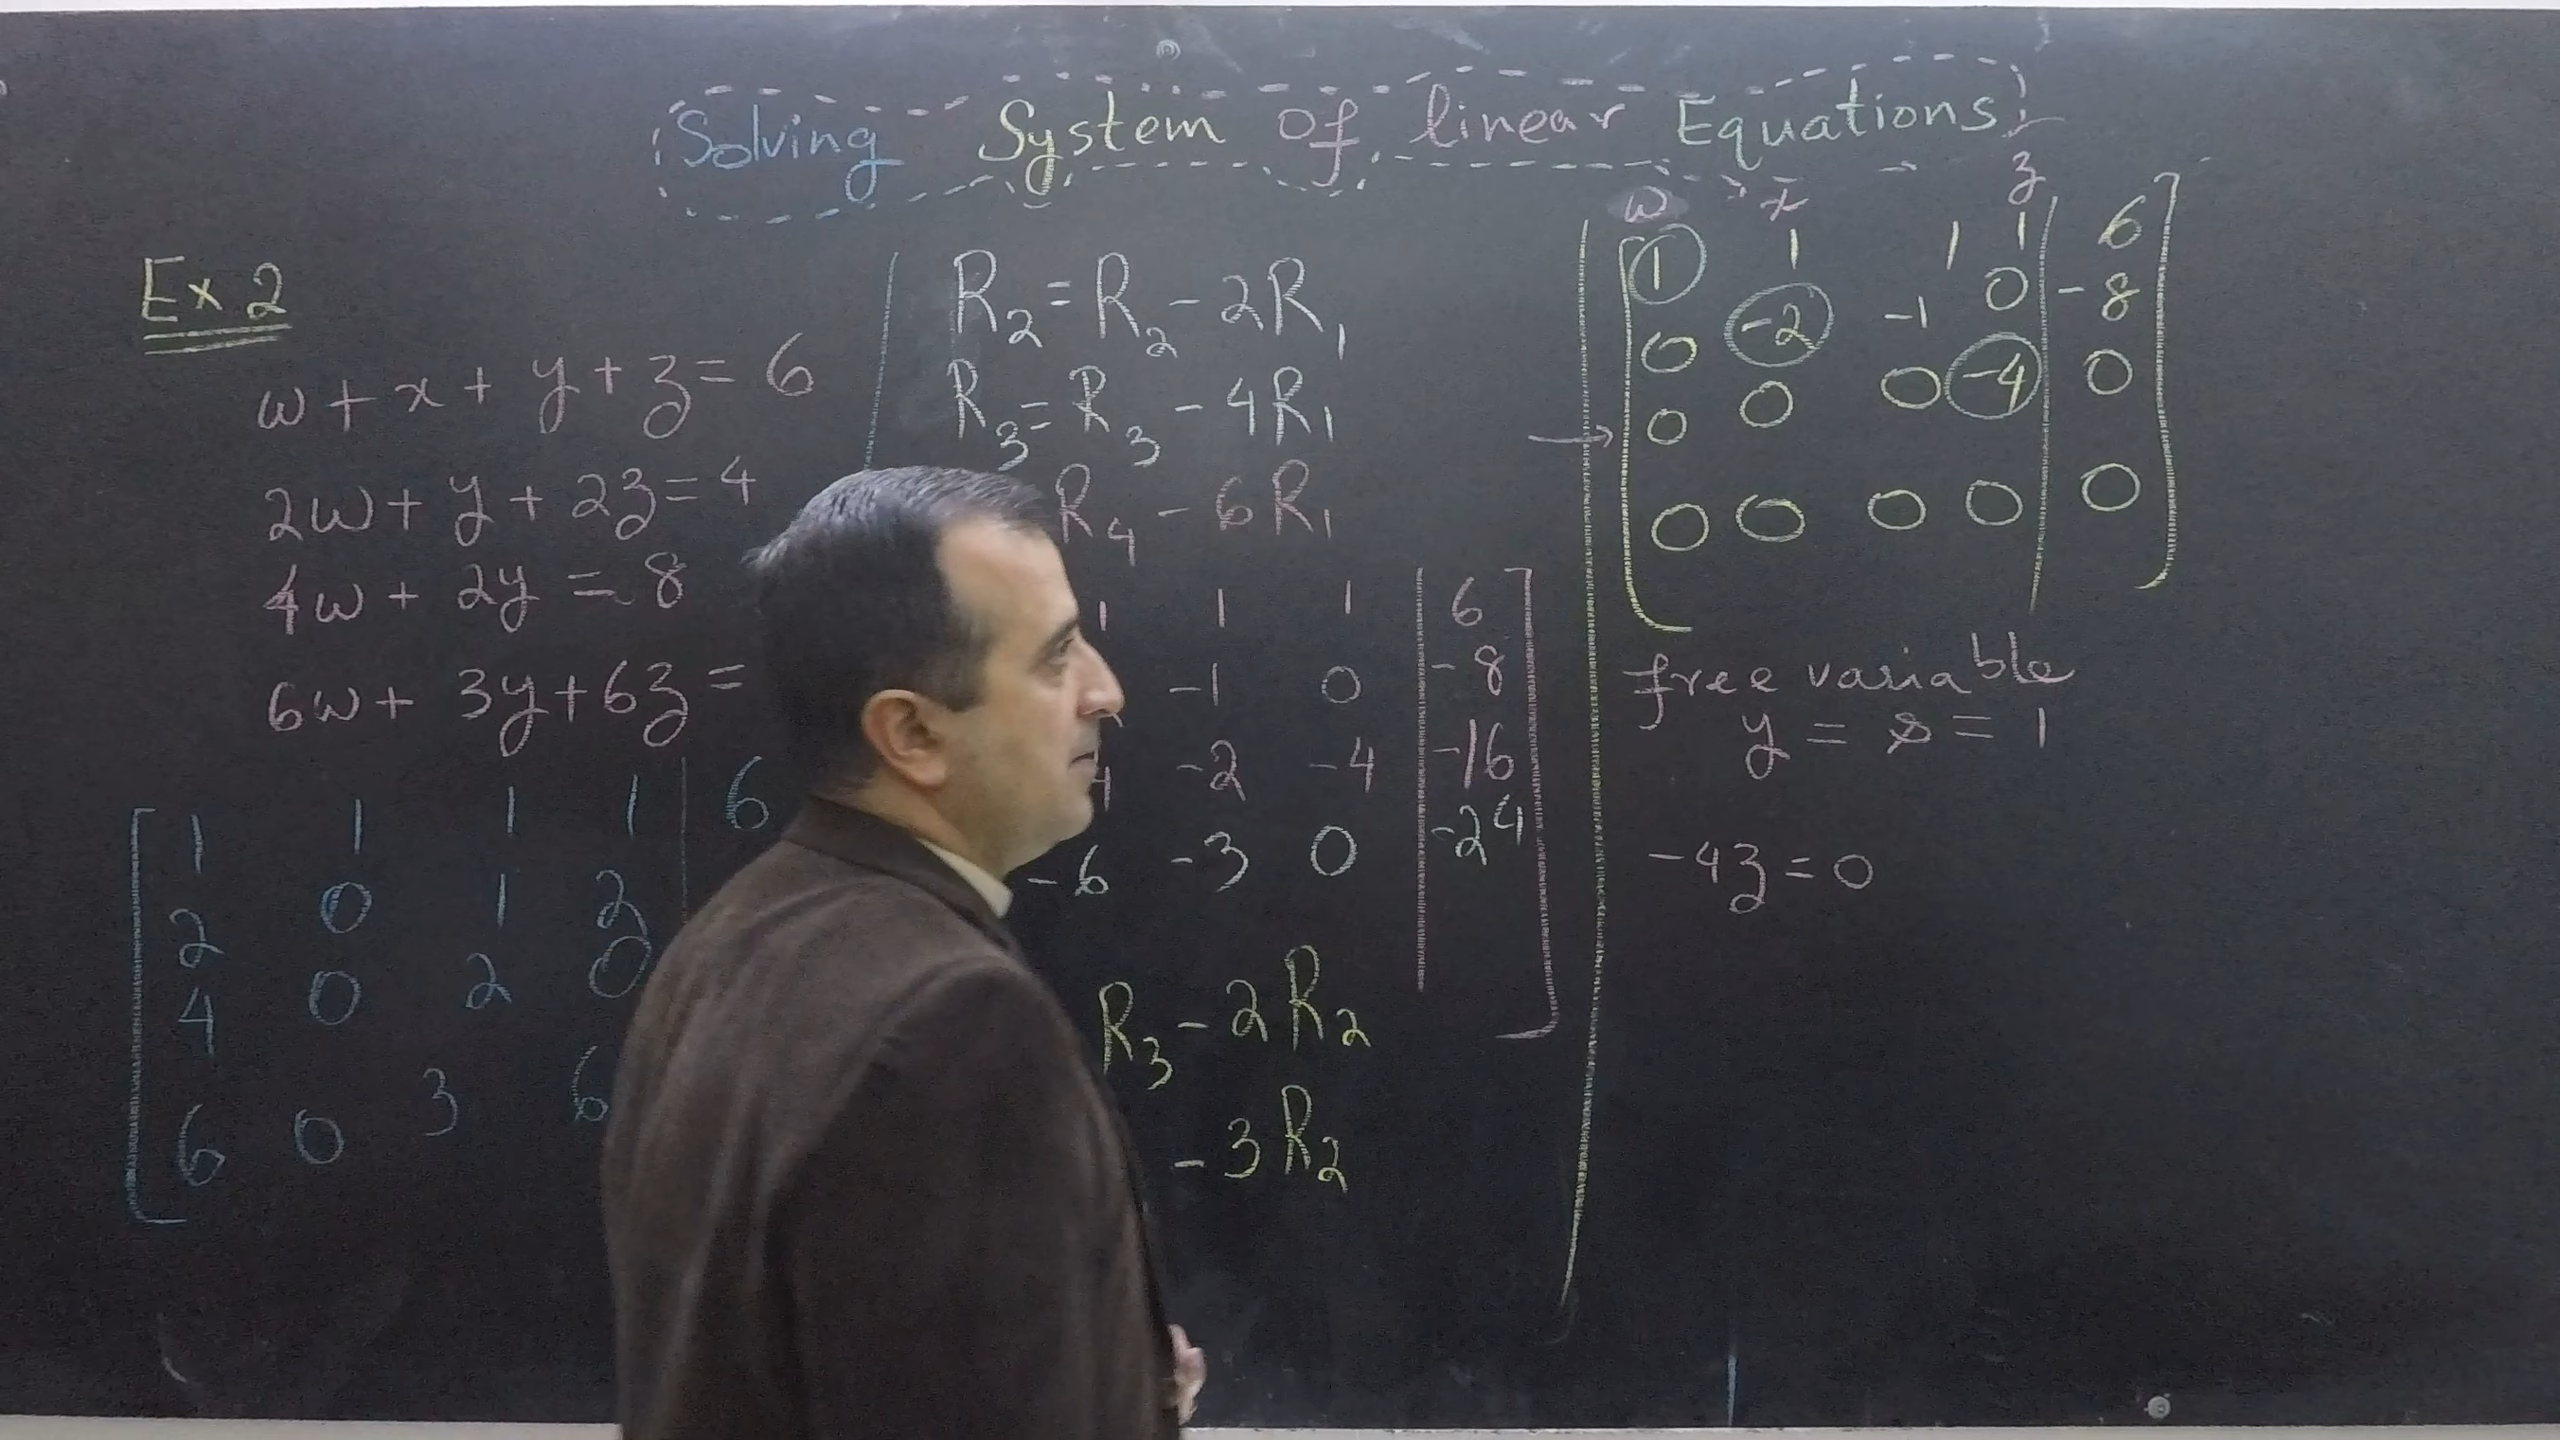 Solving System Of linear Equations
Ex 2
w + x + y + z = 6
2w + y + 2z = 4
4w + 2y = 8
6w + 3y + 6z =
1 1 1 1 | 6
2 0 1 2
4 0 2 0
6 0 3 6
R2 = R2 - 2R1
R3 = R3 - 4R1
R4 - 6R1
1 1 1 | 6
-1 0 | -8
-2 -4 | -16
-6 -3 0 | -24
R3 - 2R2
- 3R2
w x z
1 1 1 1 | 6
0 -2 -1 0 | -8
→ 0 0 0 -4 | 0
0 0 0 0 | 0
free variable
y = s = 1
-4z = 0